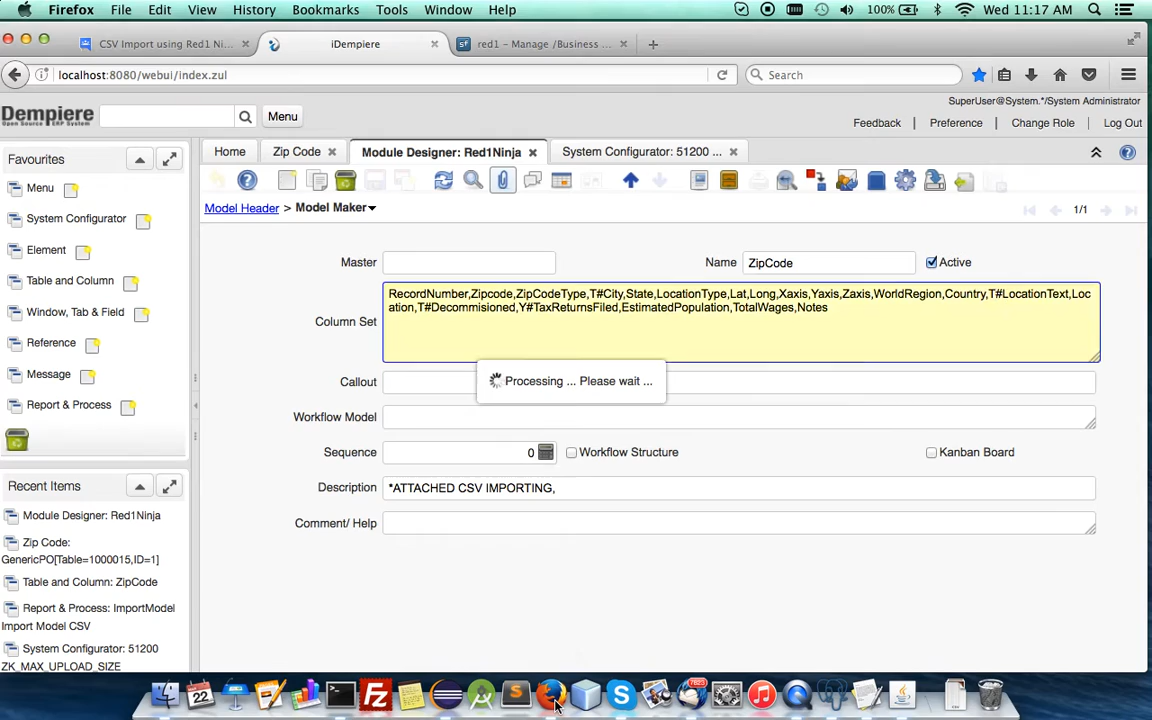 Firefox File Edit View History Bookmarks Tools Window Help 100% Wed 11:17 AM
CSV Import using Red1 Ni... iDempiere red1 – Manage /Business ...
localhost:8080/webui/index.zul Search
SuperUser@System.*/System Administrator
Dempiere Menu
OPEN SOURCE ERP SYSTEM
Feedback Preference Change Role Log Out
Favourites Home Zip Code Module Designer: Red1Ninja System Configurator: 51200 ...
Menu
Model Header > Model Maker 1/1
System Configurator
Element
Master Name ZipCode Active
Table and Column
Column Set RecordNumber,Zipcode,ZipCodeType,T#City,State,LocationType,Lat,Long,Xaxis,Yaxis,Zaxis,WorldRegion,Country,T#LocationText,Loc
ation,T#Decommisioned,Y#TaxReturnsFiled,EstimatedPopulation,TotalWages,Notes
Window, Tab & Field
Reference
Message
Report & Process
Processing ... Please wait ...
Callout
Workflow Model
Sequence 0 Workflow Structure Kanban Board
Description *ATTACHED CSV IMPORTING,
Comment/ Help
Recent Items
Module Designer: Red1Ninja
Zip Code:
GenericPO[Table=1000015,ID=1]
Table and Column: ZipCode
Report & Process: ImportModel
Import Model CSV
System Configurator: 51200
ZK_MAX_UPLOAD_SIZE
22
7623